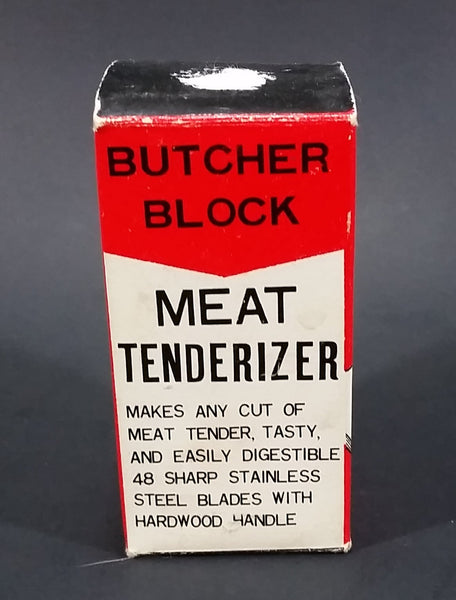 BUTCHER
BLOCK
MEAT
TENDERIZER
MAKES ANY CUT OF
MEAT TENDER, TASTY,
AND EASILY DIGESTIBLE
48 SHARP STAINLESS
STEEL BLADES WITH
HARDWOOD HANDLE